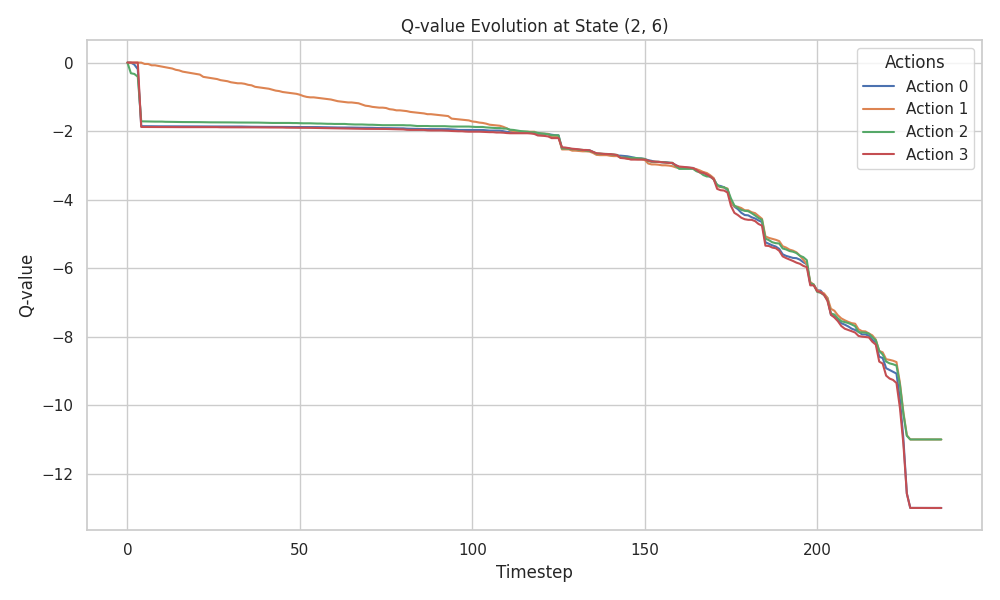 Q-value Evolution at State (2, 6)
Actions
Action 0
Action 1
Action 2
Action 3
Q-value
0
−2
−4
−6
−8
−10
−12
0 50 100 150 200
Timestep